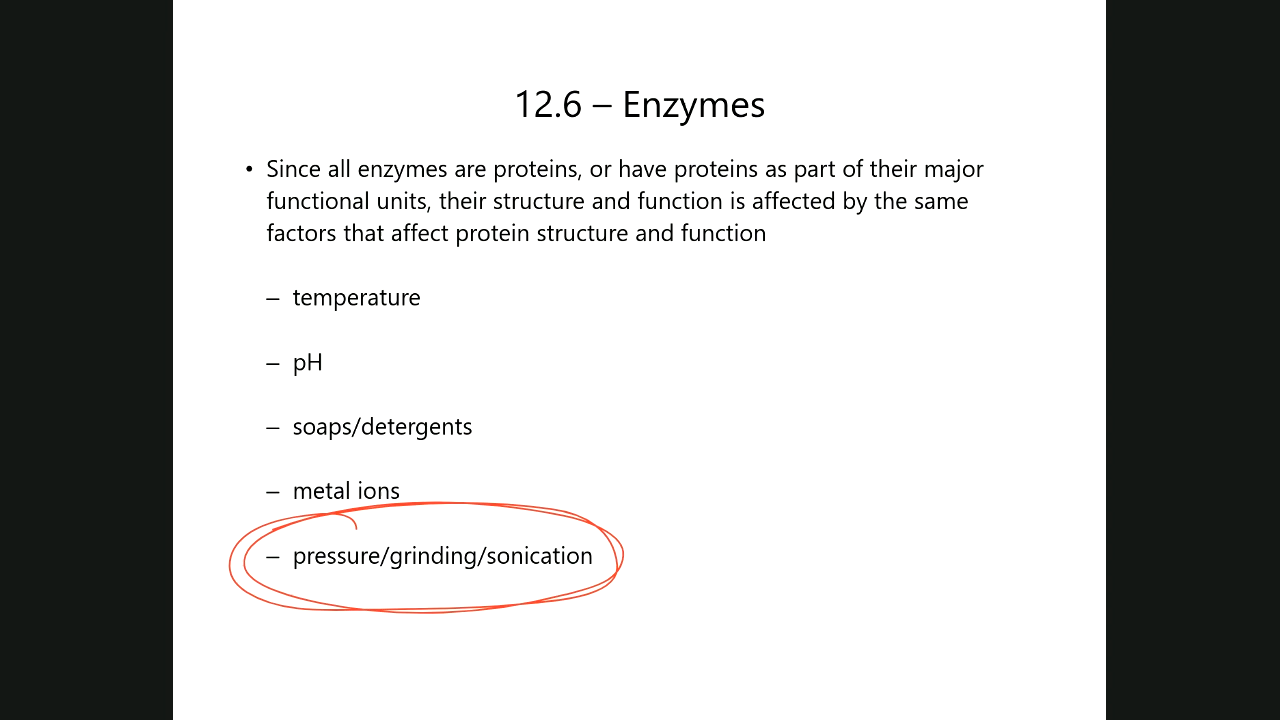 12.6 – Enzymes
• Since all enzymes are proteins, or have proteins as part of their major
functional units, their structure and function is affected by the same
factors that affect protein structure and function
– temperature
– pH
– soaps/detergents
– metal ions
– pressure/grinding/sonication